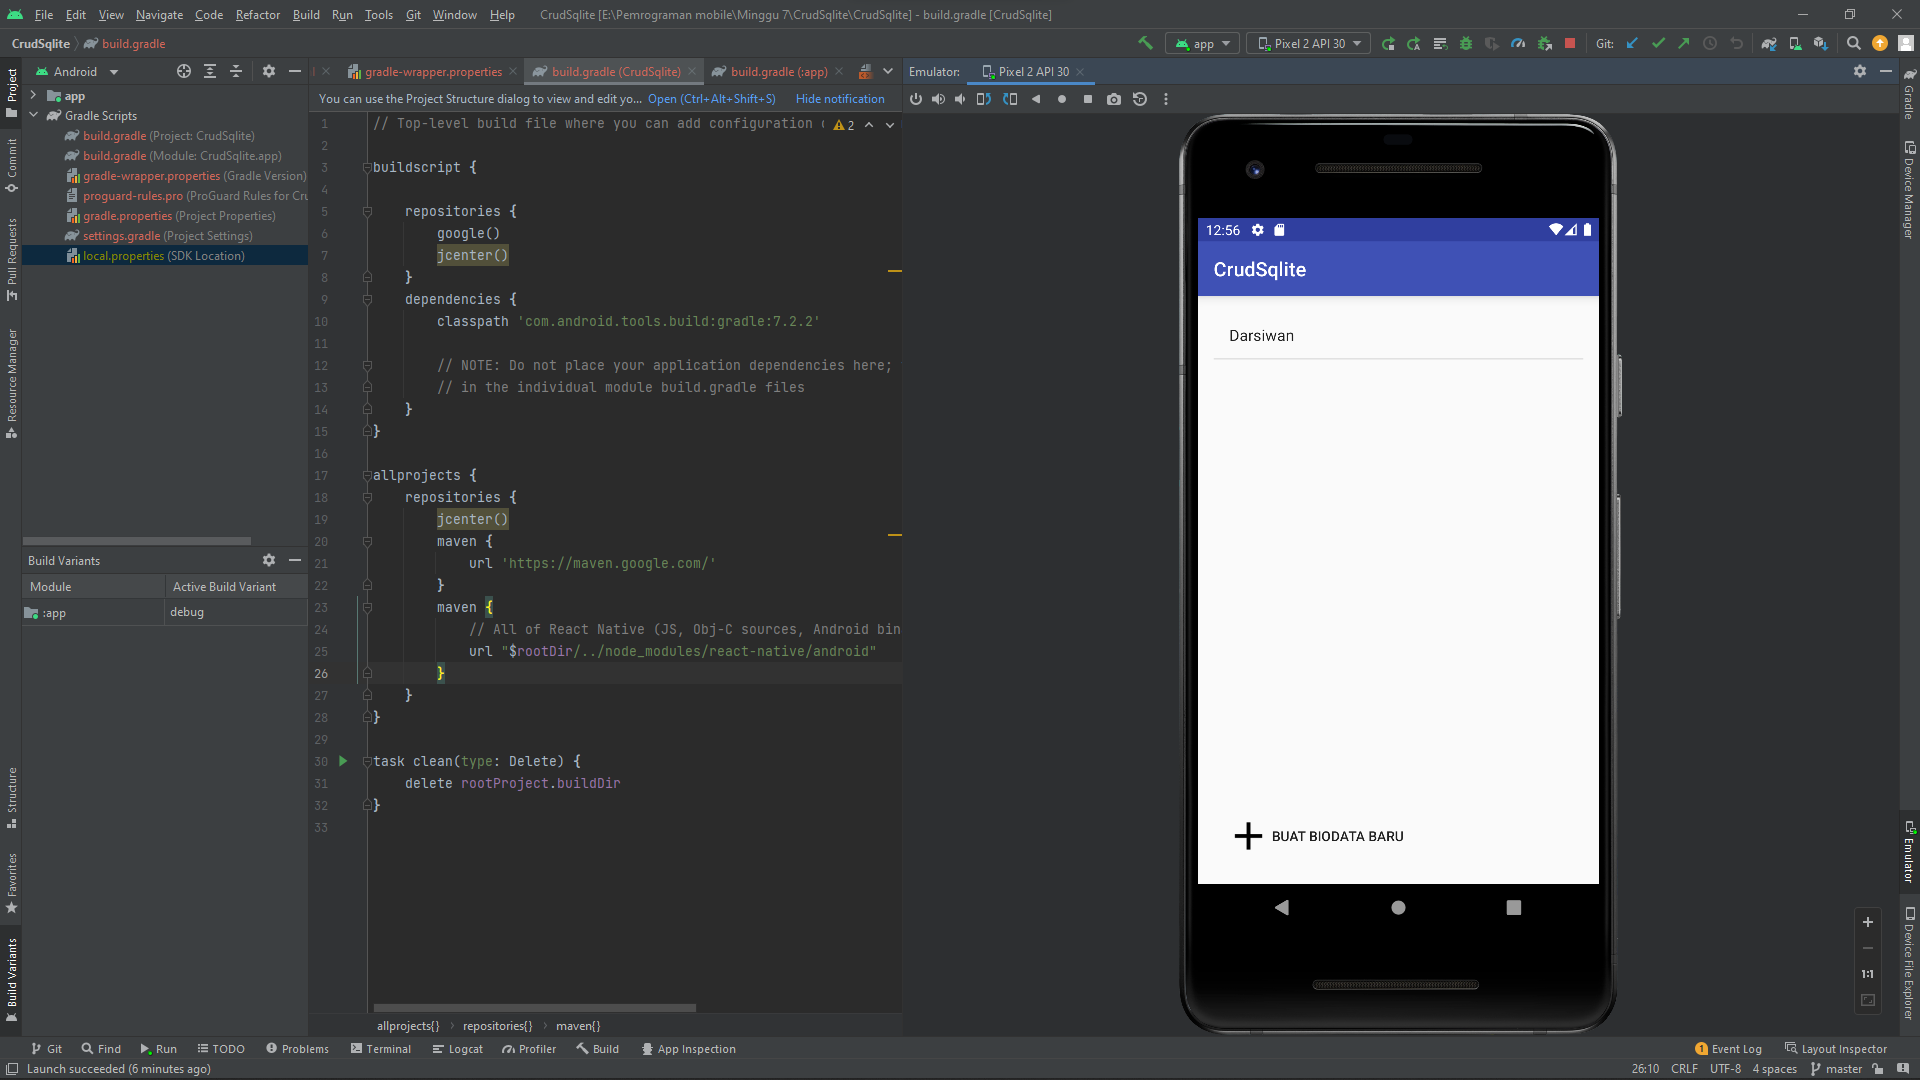 File Edit View Navigate Code Refactor Build Run Tools Git Window Help CrudSqlite [E:\Pemrograman mobile\Minggu 7\CrudSqlite\CrudSqlite] - build.gradle [CrudSqlite]
CrudSqlite build.gradle app Pixel 2 API 30 Git:
Android gradle-wrapper.properties build.gradle (CrudSqlite) build.gradle (:app) Emulator: Pixel 2 API 30
You can use the Project Structure dialog to view and edit yo... Open (Ctrl+Alt+Shift+S) Hide notification
Project
Commit
Pull Requests
Resource Manager
Structure
Favorites
Build Variants
app
Gradle Scripts
build.gradle (Project: CrudSqlite)
build.gradle (Module: CrudSqlite.app)
gradle-wrapper.properties (Gradle Version)
proguard-rules.pro (ProGuard Rules for Cru
gradle.properties (Project Properties)
settings.gradle (Project Settings)
local.properties (SDK Location)
Build Variants
Module Active Build Variant
:app debug
1 // Top-level build file where you can add configuration 2
2
3 buildscript {
4
5 repositories {
6 google()
7 jcenter()
8 }
9 dependencies {
10 classpath 'com.android.tools.build:gradle:7.2.2'
11
12 // NOTE: Do not place your application dependencies here;
13 // in the individual module build.gradle files
14 }
15 }
16
17 allprojects {
18 repositories {
19 jcenter()
20 maven {
21 url 'https://maven.google.com/'
22 }
23 maven {
24 // All of React Native (JS, Obj-C sources, Android bin
25 url "$rootDir/../node_modules/react-native/android"
26 }
27 }
28 }
29
30 task clean(type: Delete) {
31 delete rootProject.buildDir
32 }
33
allprojects{} repositories{} maven{}
12:56
CrudSqlite
Darsiwan
BUAT BIODATA BARU
1:1
Gradle
Device Manager
Emulator
Device File Explorer
Git Find Run TODO Problems Terminal Logcat Profiler Build App Inspection 1 Event Log Layout Inspector
Launch succeeded (6 minutes ago) 26:10 CRLF UTF-8 4 spaces master